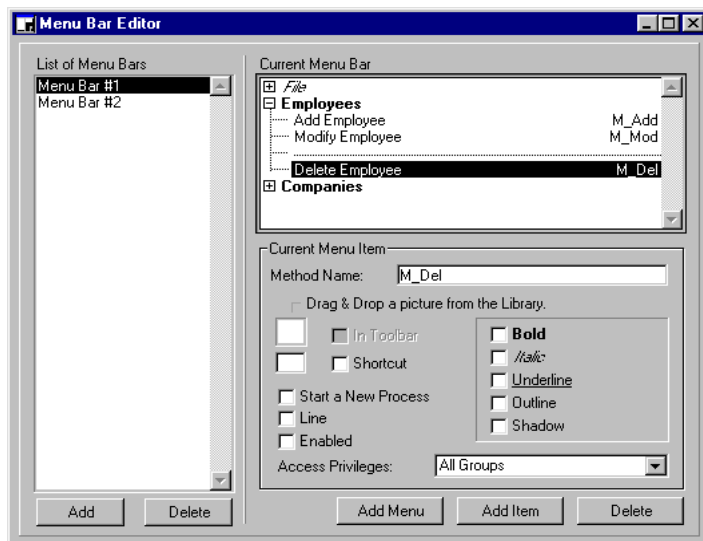 Menu Bar Editor
List of Menu Bars
Menu Bar #1
Menu Bar #2
Add
Delete
Current Menu Bar
File
Employees
Add Employee M_Add
Modify Employee M_Mod
Delete Employee M_Del
Companies
Current Menu Item
Method Name: M_Del
Drag & Drop a picture from the Library.
In Toolbar
Shortcut
Start a New Process
Line
Enabled
Bold
Italic
Underline
Outline
Shadow
Access Privileges: All Groups
Add Menu
Add Item
Delete